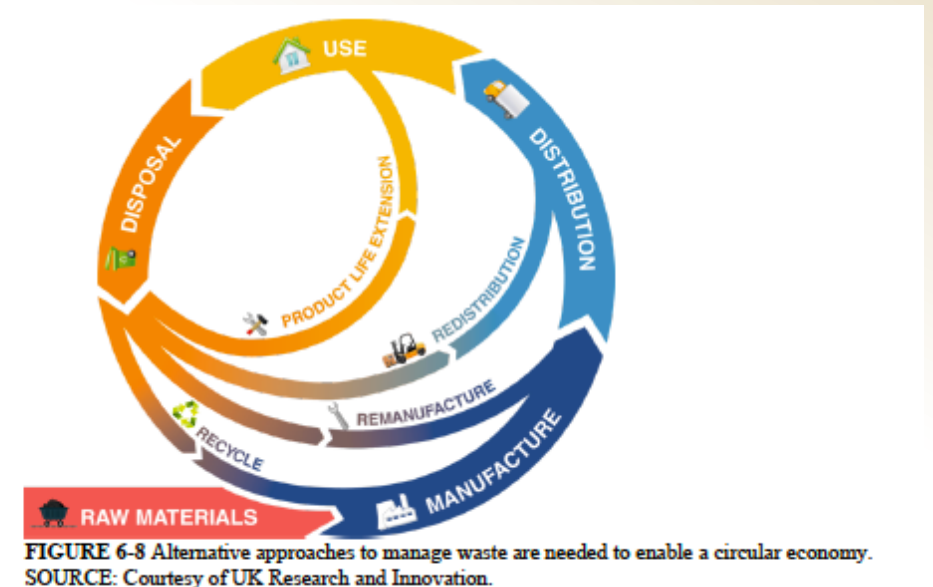 USE
DISTRIBUTION
DISPOSAL
PRODUCT LIFE EXTENSION
REDISTRIBUTION
REMANUFACTURE
RECYCLE
MANUFACTURE
RAW MATERIALS
FIGURE 6-8 Alternative approaches to manage waste are needed to enable a circular economy.
SOURCE: Courtesy of UK Research and Innovation.